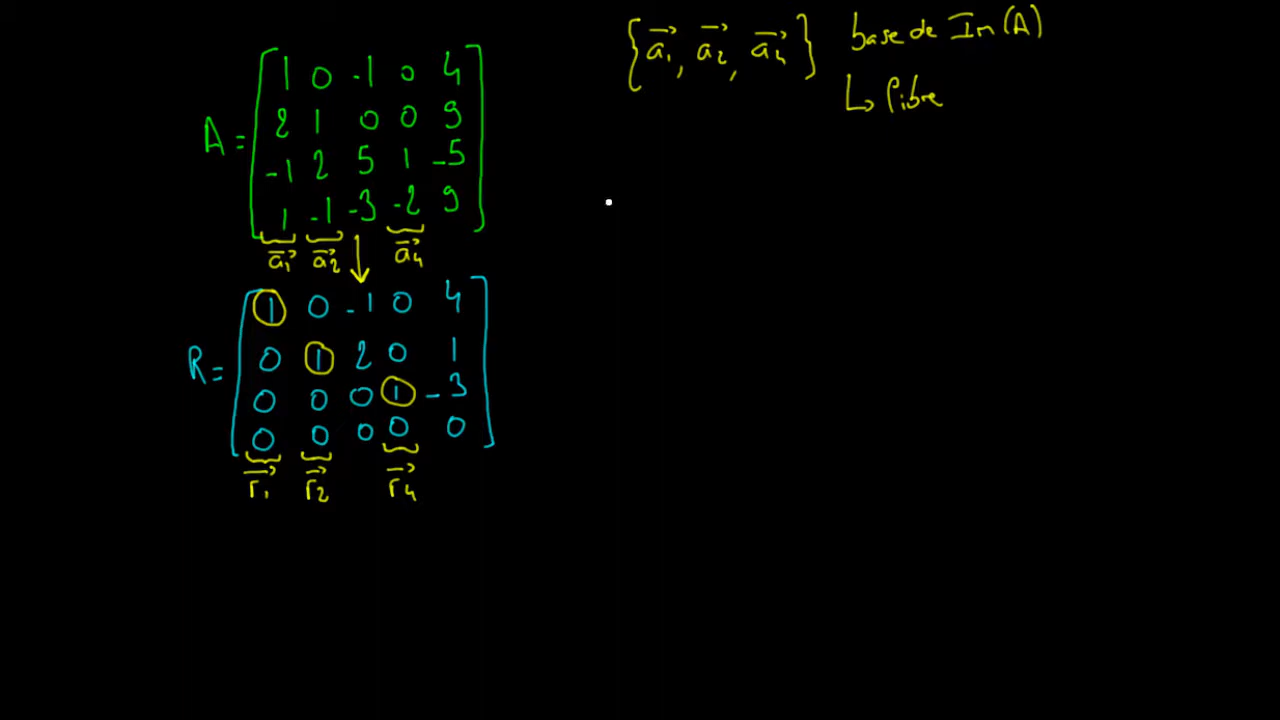 {a₁⃗, a₂⃗, a₄⃗} base de Im(A)
↳ libre
A = [ 1 0 -1 0 4
2 1 0 0 9
-1 2 5 1 -5
1 -1 -3 -2 9 ]
a₁⃗ a₂⃗ ↓ a₄⃗
R = [ 1 0 -1 0 4
0 1 2 0 1
0 0 0 1 -3
0 0 0 0 0 ]
r₁⃗ r₂⃗ r₄⃗